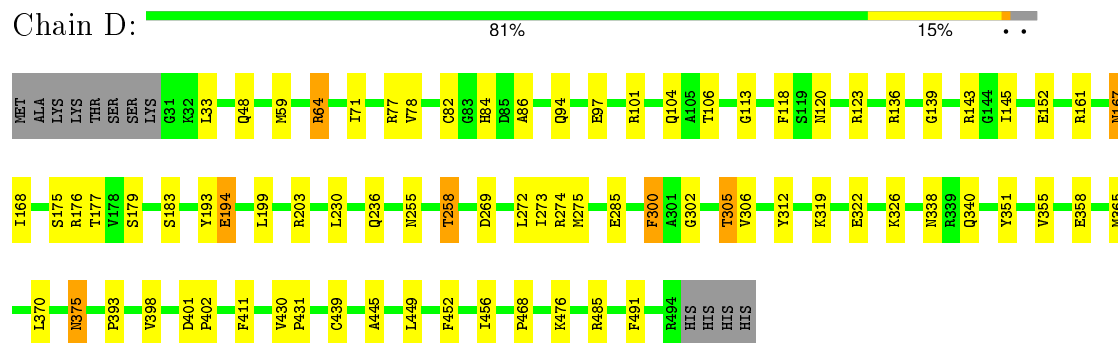 Chain D:
81% 15% • •
MET ALA LYS LYS THR SER SER LYS G31 K32 L33 Q48 M59 R64 I71 R77 V78 C82 G83 H84 D85 A86 Q94 E97 R101 Q104 A105 T106 G113 F118 S119 N120 R123 R136 G139 R143 G144 I145 E152 R161 N167
I168 S175 R176 I177 V178 S179 S183 Y193 E194 L199 R203 L230 Q236 N255 T258 D269 L272 I273 R274 M275 E285 F300 A301 G302 T305 V306 Y312 K319 E322 K326 N338 R339 Q340 Y351 V355 E358 M365
L370 N375 P393 V398 D401 P402 F411 V430 P431 C439 A445 L449 F452 I456 P468 K476 R485 F491 R494 HIS HIS HIS HIS